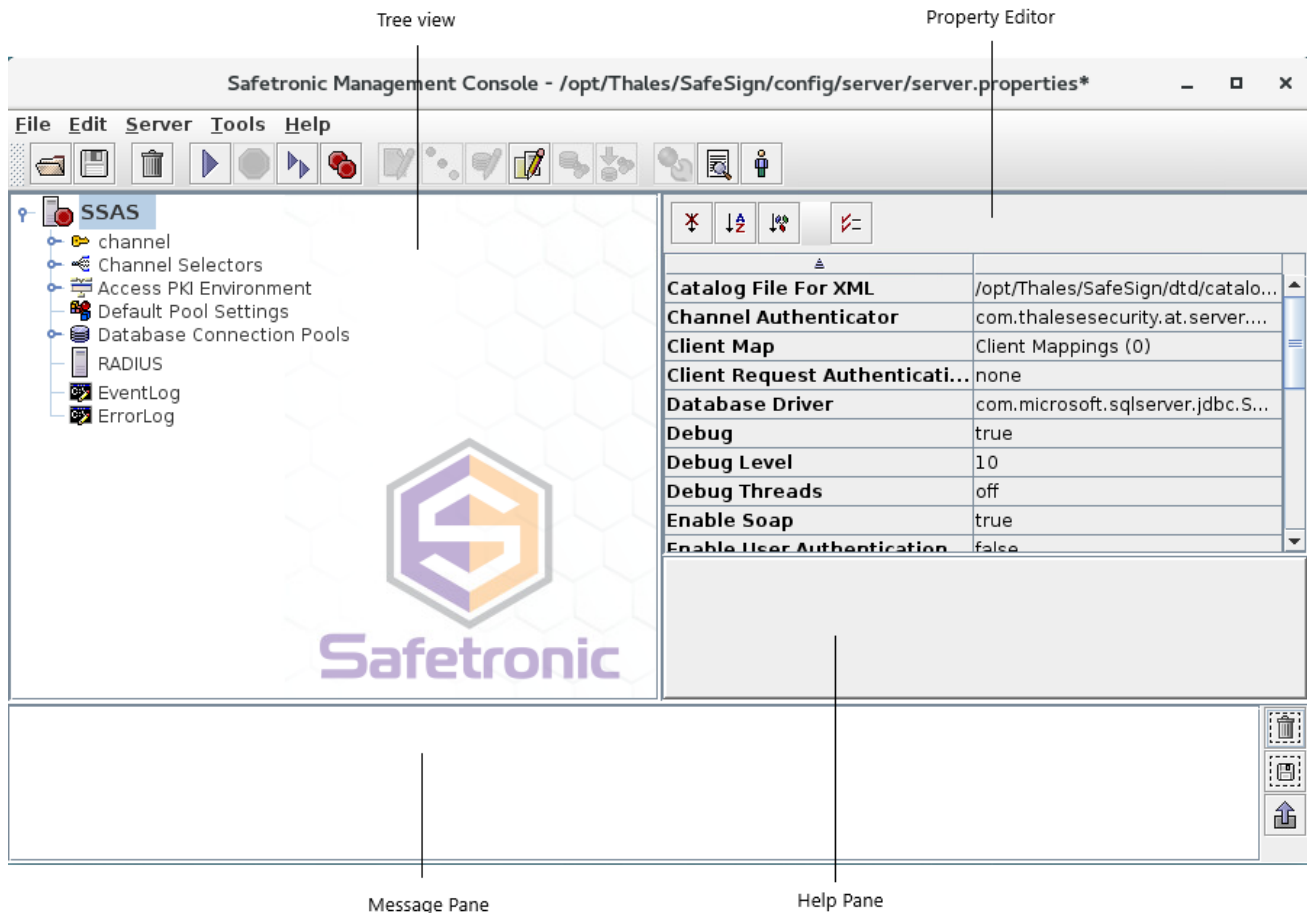 Tree view
Property Editor
Safetronic Management Console - /opt/Thales/SafeSign/config/server/server.properties*
File Edit Server Tools Help
SSAS
channel
Channel Selectors
Access PKI Environment
Default Pool Settings
Database Connection Pools
RADIUS
EventLog
ErrorLog
Safetronic
Catalog File For XML /opt/Thales/SafeSign/dtd/catalo...
Channel Authenticator com.thalesesecurity.at.server....
Client Map Client Mappings (0)
Client Request Authenticati... none
Database Driver com.microsoft.sqlserver.jdbc.S...
Debug true
Debug Level 10
Debug Threads off
Enable Soap true
Enable User Authentication false
Message Pane
Help Pane